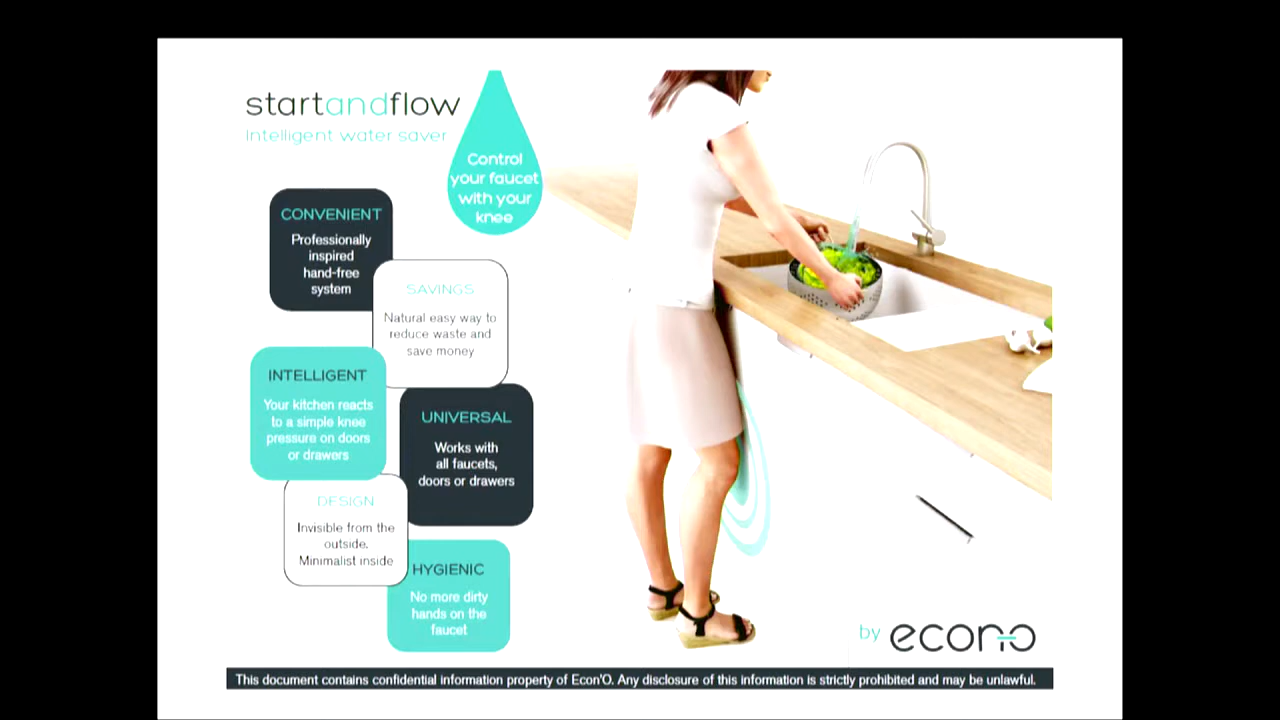 startandflow
Intelligent water saver
Control
your faucet
with your
knee
CONVENIENT
Professionally
inspired
hand-free
system
SAVINGS
Natural easy way to
reduce waste and
save money
INTELLIGENT
Your kitchen reacts
to a simple knee
pressure on doors
or drawers
UNIVERSAL
Works with
all faucets,
doors or drawers
DESIGN
Invisible from the
outside.
Minimalist inside
HYGIENIC
No more dirty
hands on the
faucet
by econo
This document contains confidential information property of Econ'O. Any disclosure of this information is strictly prohibited and may be unlawful.